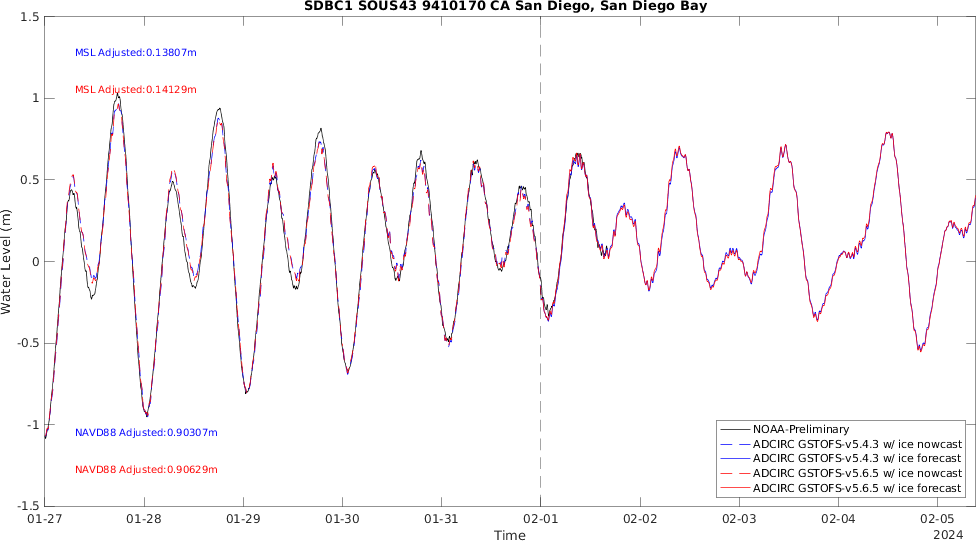 SDBC1 SOUS43 9410170 CA San Diego, San Diego Bay
1.5
MSL Adjusted:0.13807m
MSL Adjusted:0.14129m
1
0.5
0
-0.5
-1
-1.5
Water Level (m)
NAVD88 Adjusted:0.90307m
NAVD88 Adjusted:0.90629m
NOAA-Preliminary
ADCIRC GSTOFS-v5.4.3 w/ ice nowcast
ADCIRC GSTOFS-v5.4.3 w/ ice forecast
ADCIRC GSTOFS-v5.6.5 w/ ice nowcast
ADCIRC GSTOFS-v5.6.5 w/ ice forecast
01-27 01-28 01-29 01-30 01-31 02-01 02-02 02-03 02-04 02-05
Time
2024